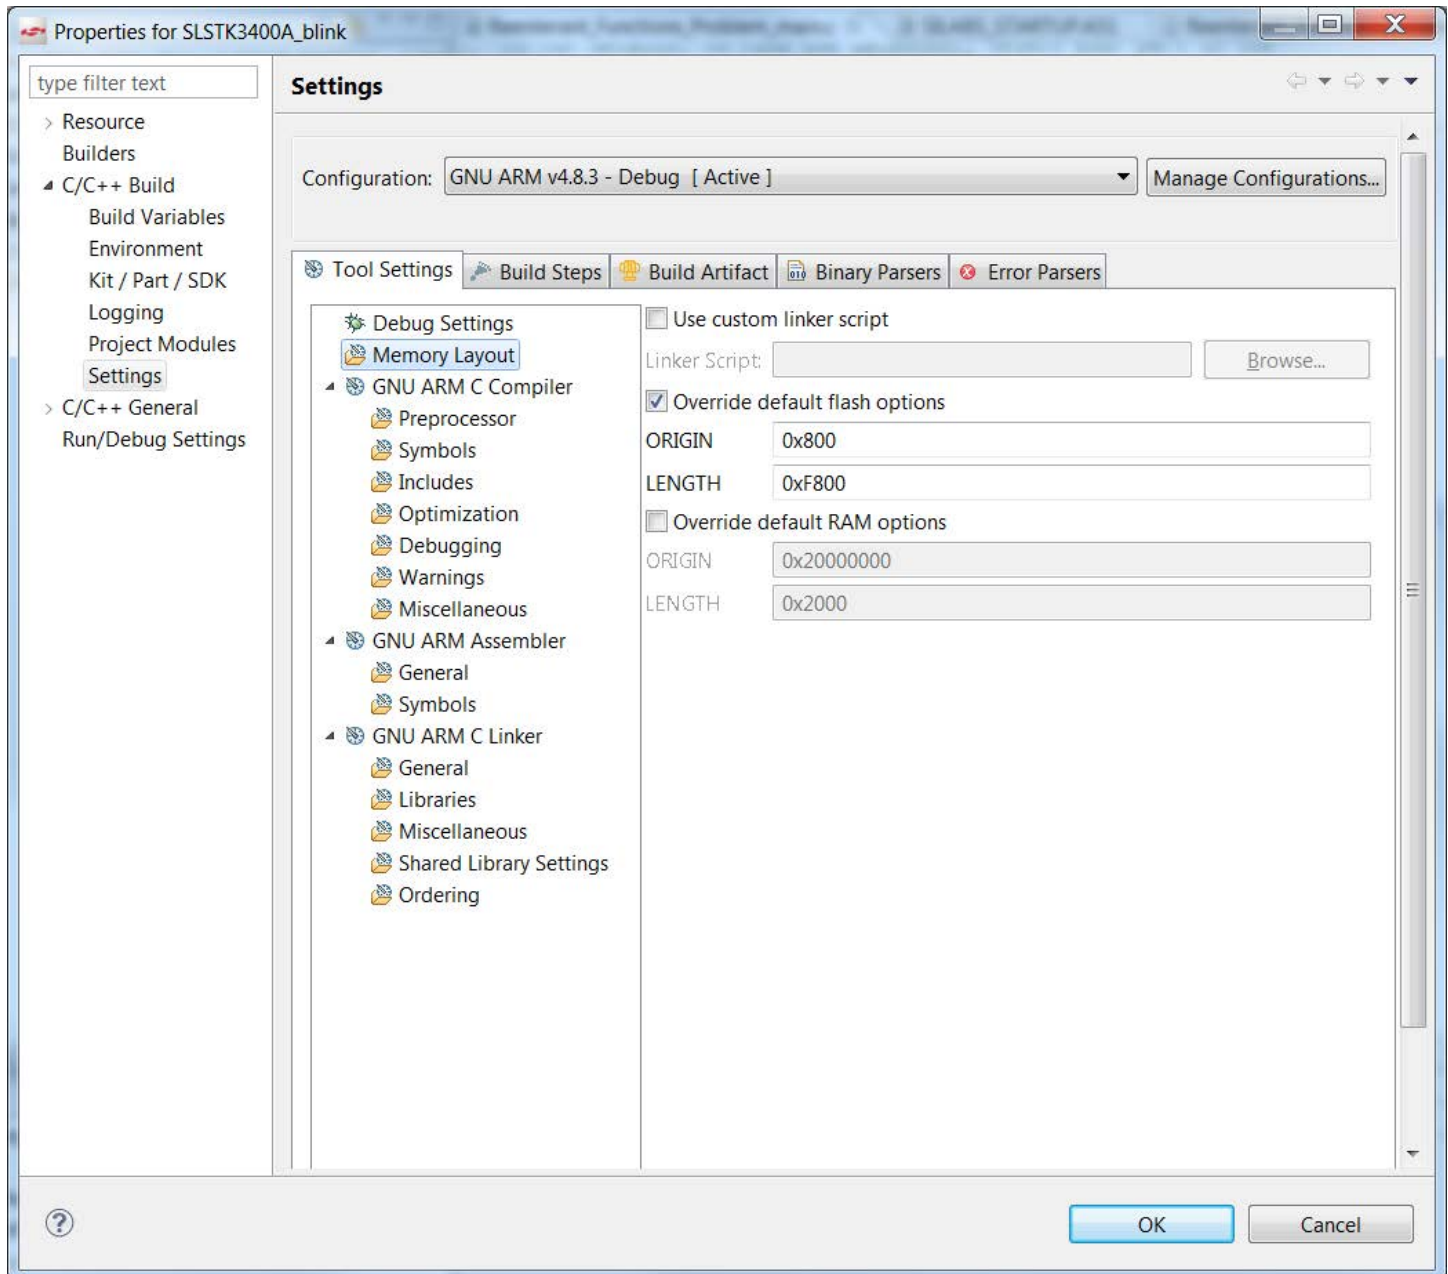 Properties for SLSTK3400A_blink
type filter text
Resource
Builders
C/C++ Build
Build Variables
Environment
Kit / Part / SDK
Logging
Project Modules
Settings
C/C++ General
Run/Debug Settings
Settings
Configuration: GNU ARM v4.8.3 - Debug [ Active ] Manage Configurations...
Tool Settings Build Steps Build Artifact Binary Parsers Error Parsers
Debug Settings
Memory Layout
GNU ARM C Compiler
Preprocessor
Symbols
Includes
Optimization
Debugging
Warnings
Miscellaneous
GNU ARM Assembler
General
Symbols
GNU ARM C Linker
General
Libraries
Miscellaneous
Shared Library Settings
Ordering
Use custom linker script
Linker Script: Browse...
Override default flash options
ORIGIN 0x800
LENGTH 0xF800
Override default RAM options
ORIGIN 0x20000000
LENGTH 0x2000
OK Cancel